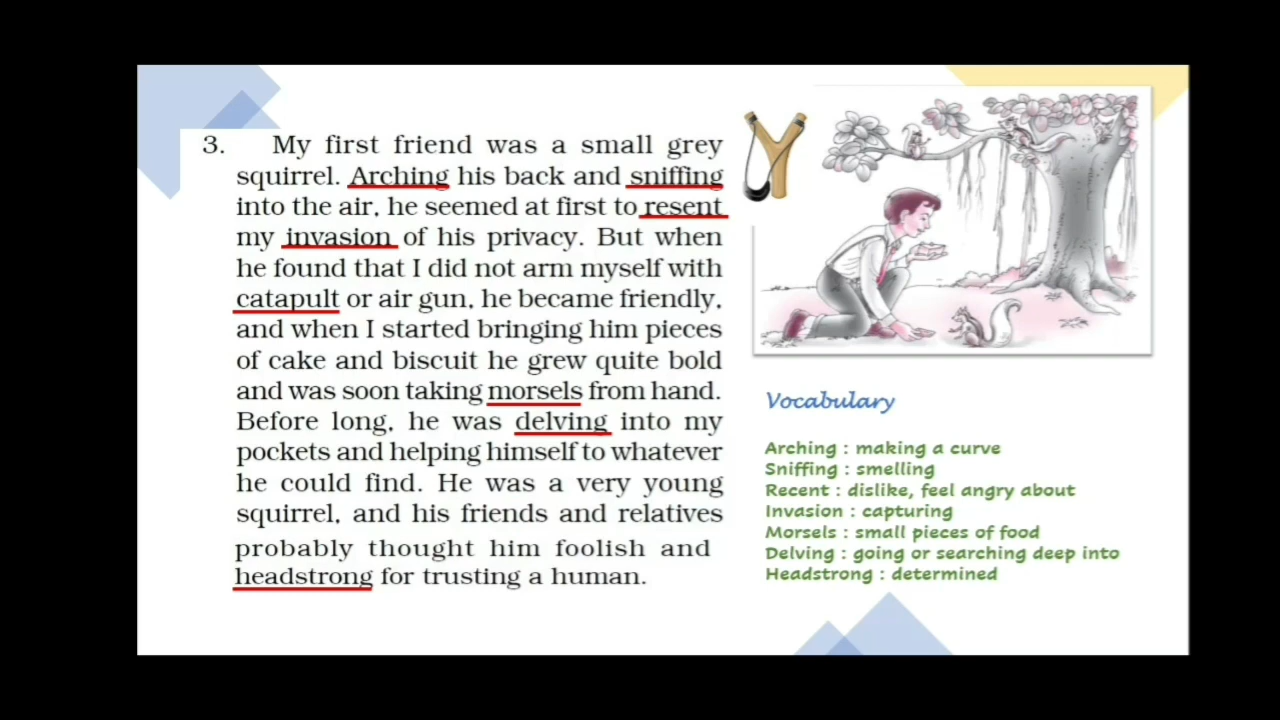 3. My first friend was a small grey
squirrel. Arching his back and sniffing
into the air, he seemed at first to resent
my invasion of his privacy. But when
he found that I did not arm myself with
catapult or air gun, he became friendly,
and when I started bringing him pieces
of cake and biscuit he grew quite bold
and was soon taking morsels from hand.
Before long, he was delving into my
pockets and helping himself to whatever
he could find. He was a very young
squirrel, and his friends and relatives
probably thought him foolish and
headstrong for trusting a human.
Vocabulary
Arching : making a curve
Sniffing : smelling
Recent : dislike, feel angry about
Invasion : capturing
Morsels : small pieces of food
Delving : going or searching deep into
Headstrong : determined